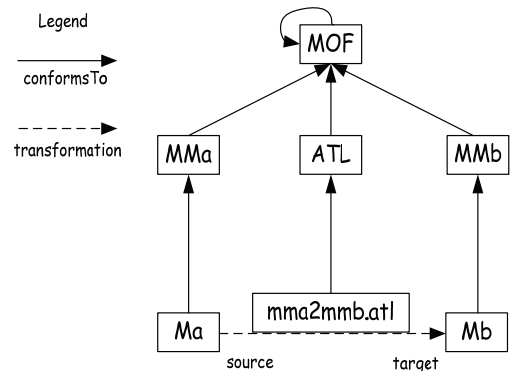 Legend
conformsTo
transformation
MOF
MMa
ATL
MMb
mma2mmb.atl
Ma
Mb
source
target